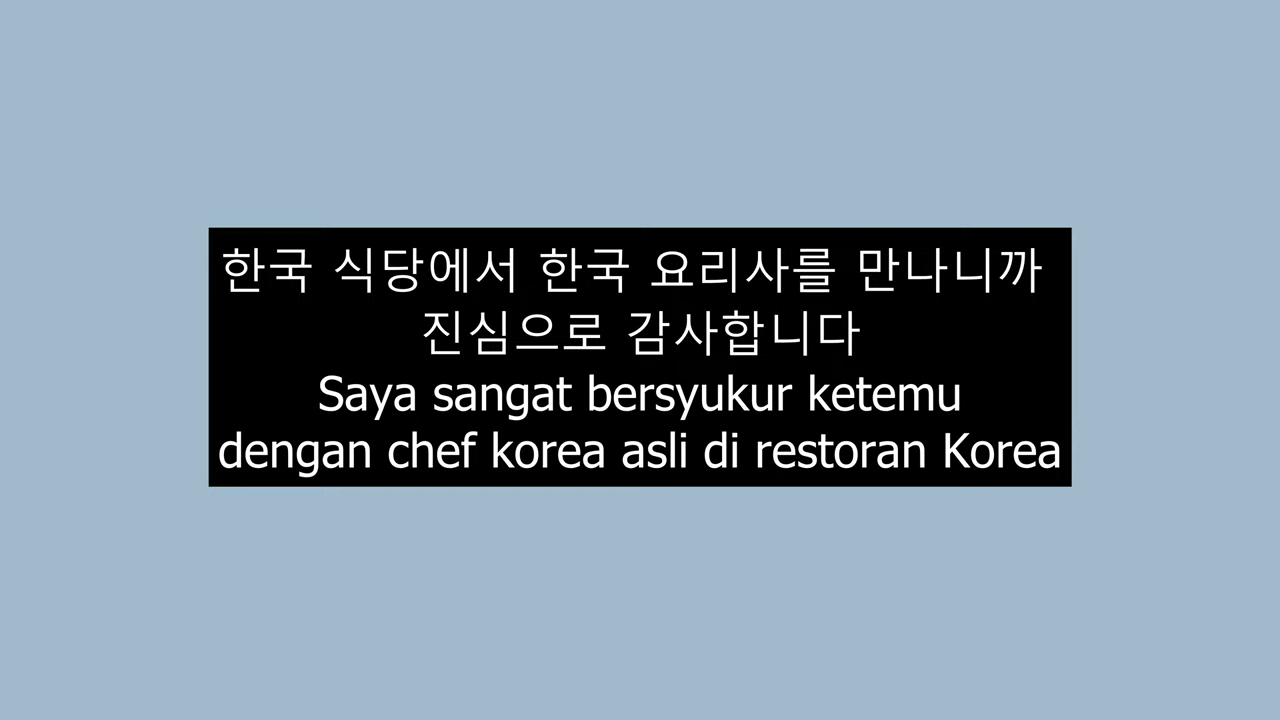 한국 식당에서 한국 요리사를 만나니까
진심으로 감사합니다
Saya sangat bersyukur ketemu
dengan chef korea asli di restoran Korea